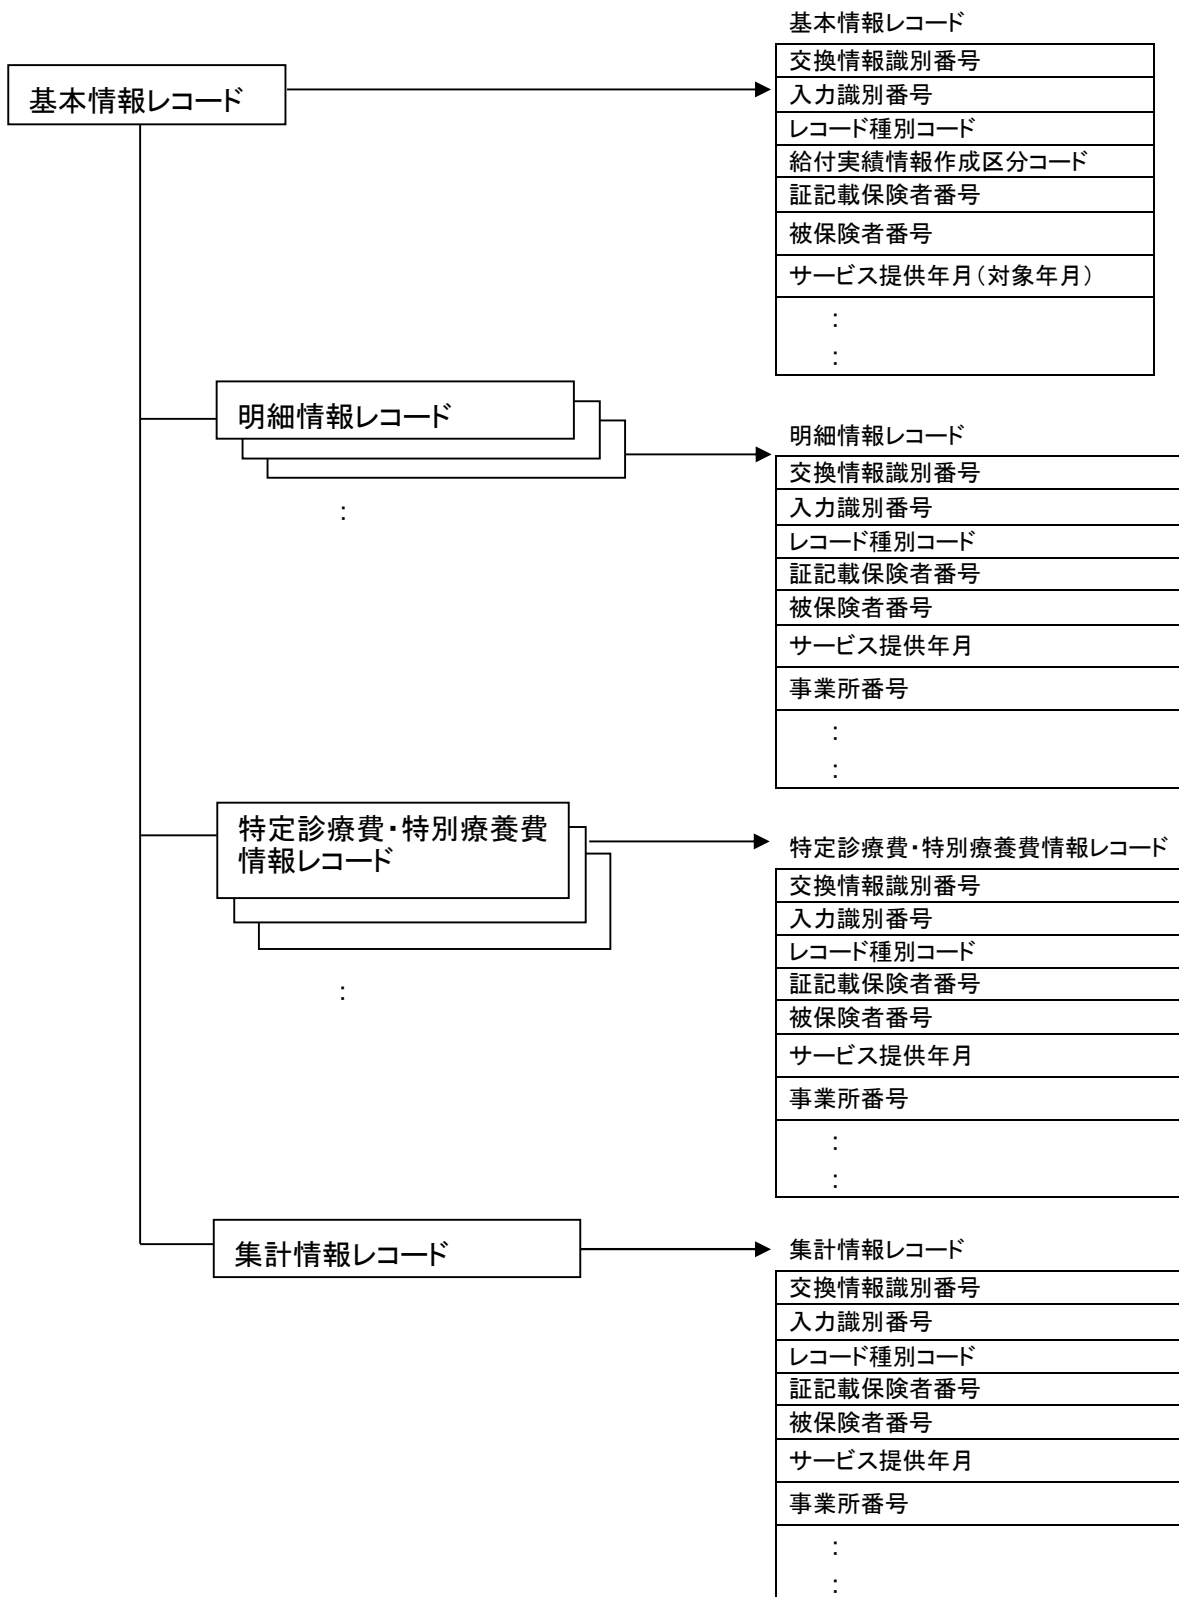 基本情報レコード
基本情報レコード
交換情報識別番号
入力識別番号
レコード種別コード
給付実績情報作成区分コード
証記載保険者番号
被保険者番号
サービス提供年月(対象年月)
:
:
明細情報レコード
:
明細情報レコード
交換情報識別番号
入力識別番号
レコード種別コード
証記載保険者番号
被保険者番号
サービス提供年月
事業所番号
:
:
特定診療費・特別療養費
情報レコード
:
特定診療費・特別療養費情報レコード
交換情報識別番号
入力識別番号
レコード種別コード
証記載保険者番号
被保険者番号
サービス提供年月
事業所番号
:
:
集計情報レコード
集計情報レコード
交換情報識別番号
入力識別番号
レコード種別コード
証記載保険者番号
被保険者番号
サービス提供年月
事業所番号
:
: